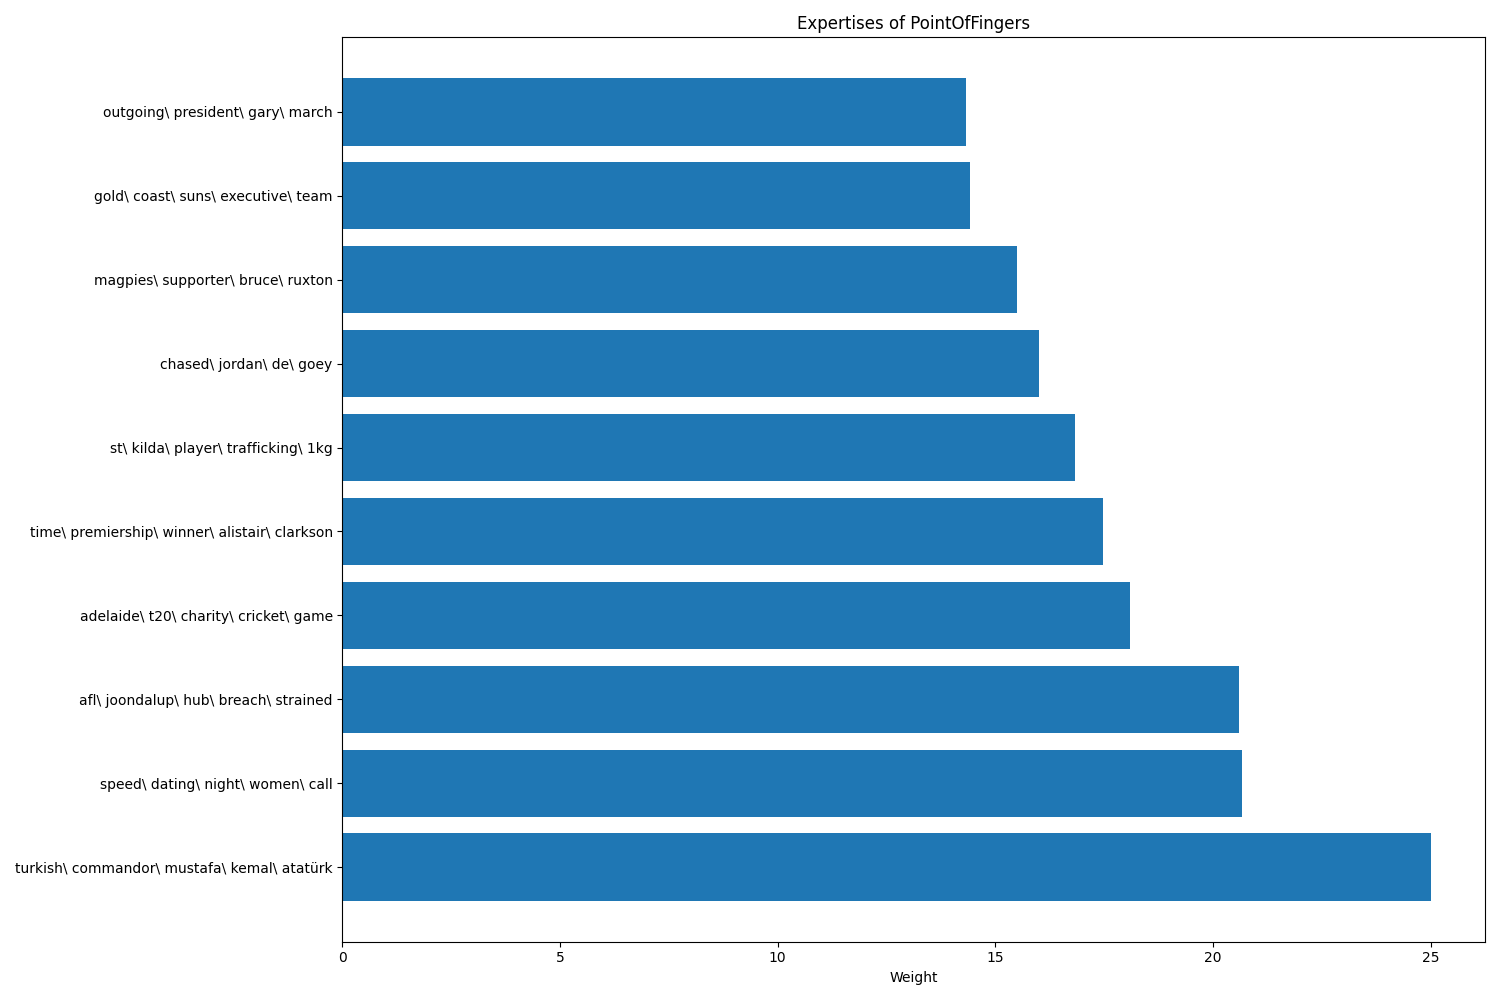 Expertises of PointOfFingers
outgoing\ president\ gary\ march
gold\ coast\ suns\ executive\ team
magpies\ supporter\ bruce\ ruxton
chased\ jordan\ de\ goey
st\ kilda\ player\ trafficking\ 1kg
time\ premiership\ winner\ alistair\ clarkson
adelaide\ t20\ charity\ cricket\ game
afl\ joondalup\ hub\ breach\ strained
speed\ dating\ night\ women\ call
turkish\ commandor\ mustafa\ kemal\ atatürk
0 5 10 15 20 25
Weight